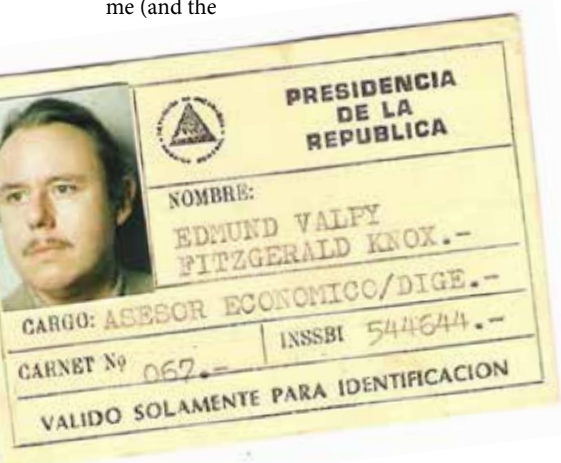 me (and the
PRESIDENCIA
DE LA
REPUBLICA
NOMBRE:
EDMUND VALPY
FITZGERALD KNOX.-
CARGO: ASESOR ECONOMICO/DIGE.-
CARNET Nº 067.- INSSBI 544644.-
VALIDO SOLAMENTE PARA IDENTIFICACION